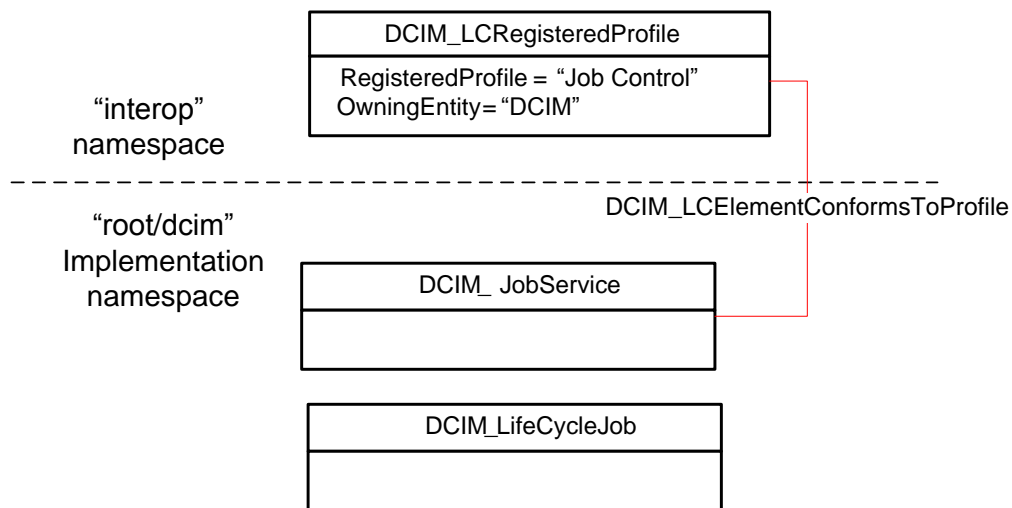 DCIM_LCRegisteredProfile
RegisteredProfile = “Job Control”
OwningEntity= “DCIM”
“interop”
namespace
DCIM_LCElementConformsToProfile
“root/dcim”
Implementation
namespace
DCIM_ JobService
DCIM_LifeCycleJob